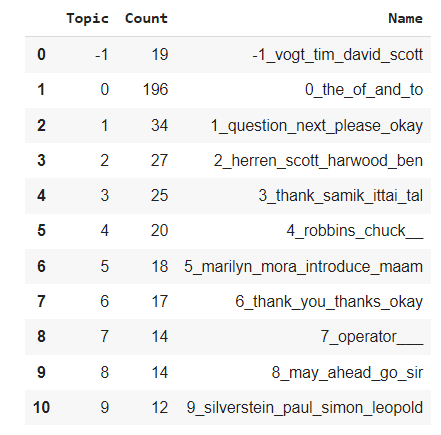 Topic Count Name
0 -1 19 -1_vogt_tim_david_scott
1 0 196 0_the_of_and_to
2 1 34 1_question_next_please_okay
3 2 27 2_herren_scott_harwood_ben
4 3 25 3_thank_samik_ittai_tal
5 4 20 4_robbins_chuck__
6 5 18 5_marilyn_mora_introduce_maam
7 6 17 6_thank_you_thanks_okay
8 7 14 7_operator___
9 8 14 8_may_ahead_go_sir
10 9 12 9_silverstein_paul_simon_leopold